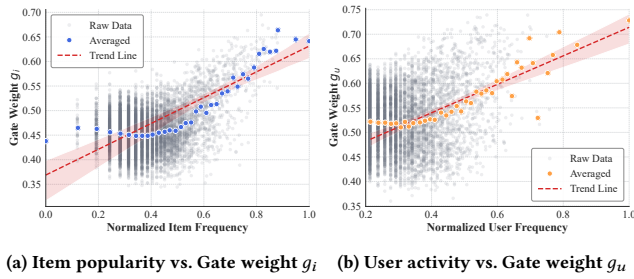 0.70
0.65
0.60
0.55
0.50
0.45
0.40
0.35
Gate Weight gᵢ
Raw Data
Averaged
Trend Line
0.0 0.2 0.4 0.6 0.8 1.0
Normalized Item Frequency
(a) Item popularity vs. Gate weight gᵢ
0.75
0.70
0.65
0.60
0.55
0.50
0.45
0.40
0.35
Gate Weight gᵤ
Raw Data
Averaged
Trend Line
0.2 0.4 0.6 0.8 1.0
Normalized User Frequency
(b) User activity vs. Gate weight gᵤ